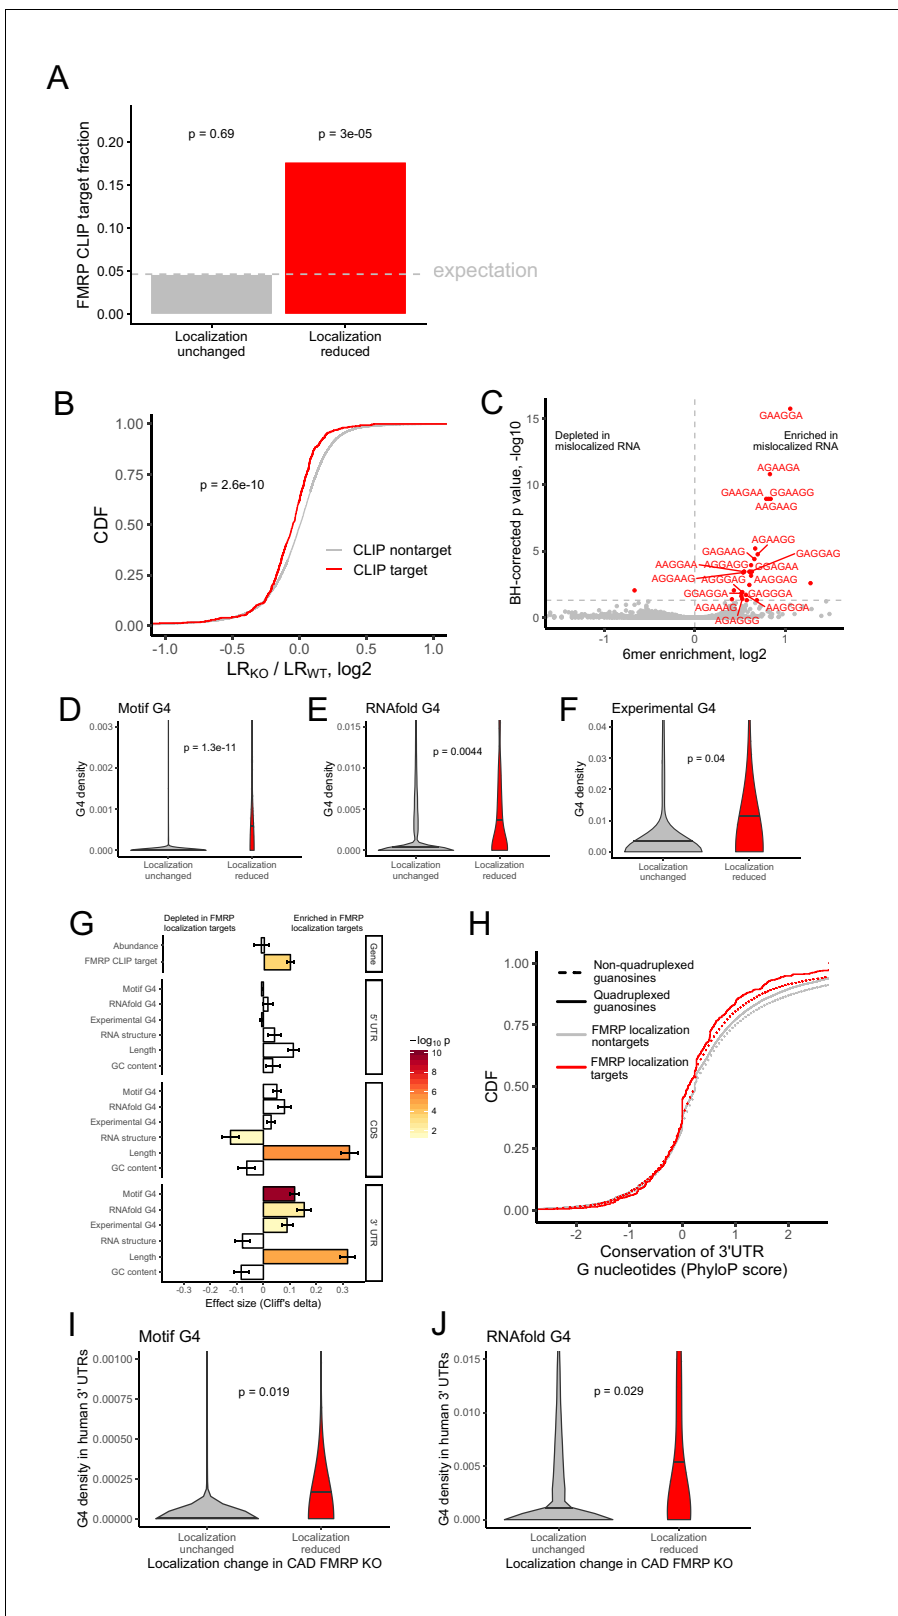 A
FMRP CLIP target fraction
0.20
0.15
0.10
0.05
0.00
p = 0.69
p = 3e-05
expectation
Localization
unchanged
Localization
reduced
B
CDF
1.00
0.75
0.50
0.25
0.00
p = 2.6e-10
CLIP nontarget
CLIP target
-1.0
-0.5
0.0
0.5
1.0
LRKO / LRWT, log2
C
BH-corrected p value, -log10
15
10
5
0
Depleted in
mislocalized RNA
Enriched in
mislocalized RNA
GAAGGA
AGAAGA
GAAGAA
GGAAGG
AAGAAG
AGAAGG
GAGAAG
GAGGAG
AAGGAA
AGGAGG
GGAGAA
AGGAAG
AGGGAG
AAGGAG
GGAGGA
GAGGGA
AGAAAG
AAGGGA
AGAGGG
-1
0
1
6mer enrichment, log2
D
Motif G4
G4 density
0.003
0.002
0.001
0.000
p = 1.3e-11
Localization
unchanged
Localization
reduced
E
RNAfold G4
G4 density
0.015
0.010
0.005
0.000
p = 0.0044
Localization
unchanged
Localization
reduced
F
Experimental G4
G4 density
0.04
0.03
0.02
0.01
0.00
p = 0.04
Localization
unchanged
Localization
reduced
G
Depleted in FMRP
localization targets
Enriched in FMRP
localization targets
Abundance
FMRP CLIP target
Gene
Motif G4
RNAfold G4
Experimental G4
RNA structure
Length
GC content
5' UTR
Motif G4
RNAfold G4
Experimental G4
RNA structure
Length
GC content
CDS
Motif G4
RNAfold G4
Experimental G4
RNA structure
Length
GC content
3' UTR
-0.3
-0.2
-0.1
0
0.1
0.2
0.3
Effect size (Cliff's delta)
−log10 p
10
8
6
4
2
H
CDF
1.00
0.75
0.50
0.25
0.00
Non-quadruplexed
guanosines
Quadruplexed
guanosines
FMRP localization
nontargets
FMRP localization
targets
-2
-1
0
1
2
Conservation of 3'UTR
G nucleotides (PhyloP score)
I
Motif G4
G4 density in human 3' UTRs
0.00100
0.00075
0.00050
0.00025
0.00000
p = 0.019
Localization
unchanged
Localization
reduced
Localization change in CAD FMRP KO
J
RNAfold G4
G4 density in human 3' UTRs
0.015
0.010
0.005
0.000
p = 0.029
Localization
unchanged
Localization
reduced
Localization change in CAD FMRP KO